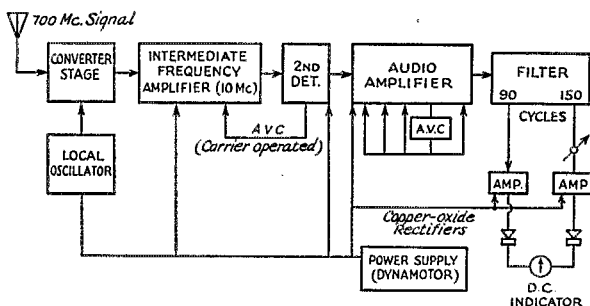 700 Mc. Signal
CONVERTER
STAGE
INTERMEDIATE
FREQUENCY
AMPLIFIER (10 Mc)
2ND
DET.
AUDIO
AMPLIFIER
FILTER
90 150
CYCLES
A.V.C
A V C
(Carrier operated)
LOCAL
OSCILLATOR
AMP.
AMP
Copper-oxide
Rectifiers
POWER SUPPLY
(DYNAMOTOR)
D.C.
INDICATOR